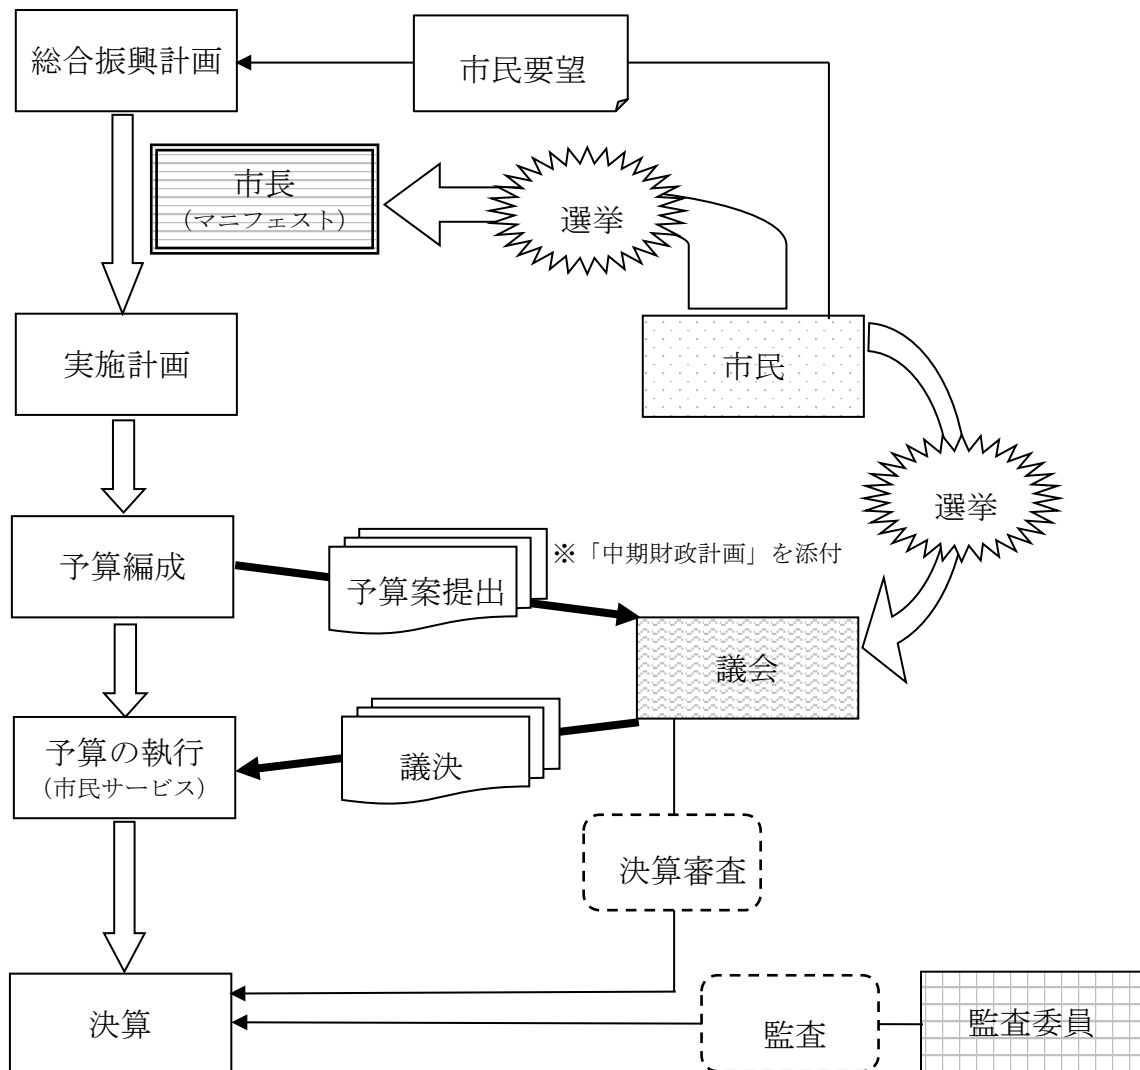 総合振興計画
市民要望
市長
(マニフェスト)
選挙
実施計画
市民
選挙
予算編成
※「中期財政計画」を添付
予算案提出
議会
予算の執行
(市民サービス)
議決
決算審査
決算
監査
監査委員